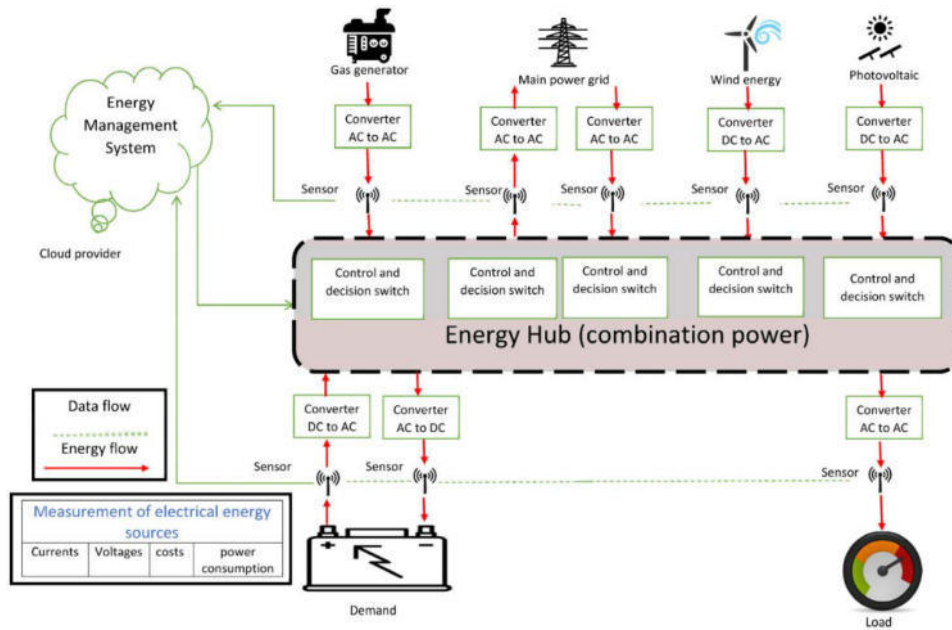 Gas generator
Main power grid
Wind energy
Photovoltaic
Energy
Management
System
Cloud provider
Converter
AC to AC
Converter
AC to AC
Converter
AC to AC
Converter
DC to AC
Converter
DC to AC
Sensor
Sensor
Sensor
Sensor
Sensor
Control and
decision switch
Control and
decision switch
Control and
decision switch
Control and
decision switch
Control and
decision switch
Energy Hub (combination power)
Converter
DC to AC
Converter
AC to DC
Converter
AC to AC
Data flow
Energy flow
Sensor
Sensor
Sensor
Measurement of electrical energy
sources
Currents
Voltages
costs
power
consumption
+
−
Demand
Load